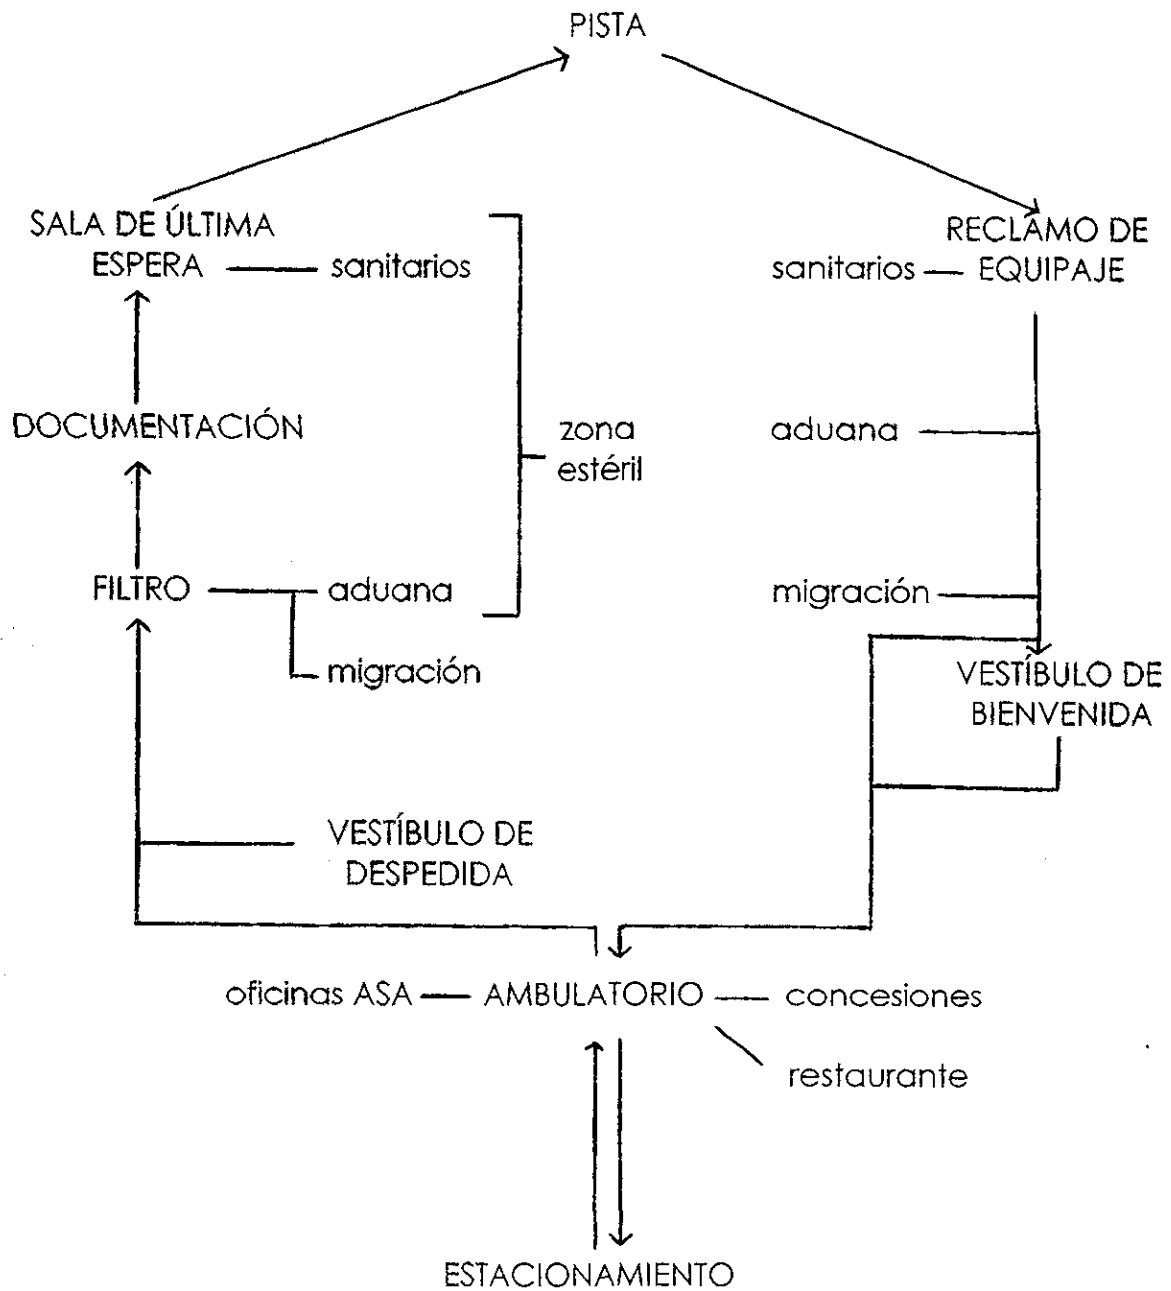 PISTA
SALA DE ÚLTIMA
ESPERA
sanitarios
RECLAMO DE
sanitarios
EQUIPAJE
DOCUMENTACIÓN
zona
estéril
aduana
FILTRO
aduana
migración
migración
VESTÍBULO DE
BIENVENIDA
VESTÍBULO DE
DESPEDIDA
oficinas ASA
AMBULATORIO
concesiones
restaurante
ESTACIONAMIENTO